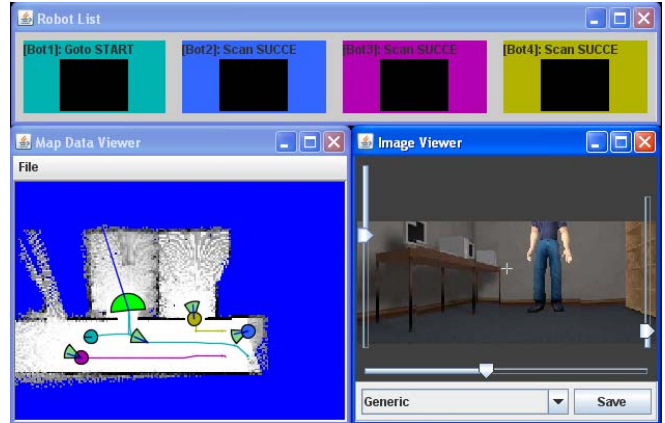 Robot List
[Bot1]: Goto START
[Bot2]: Scan SUCCE
[Bot3]: Scan SUCCE
[Bot4]: Scan SUCCE
Map Data Viewer
File
Image Viewer
Generic
Save